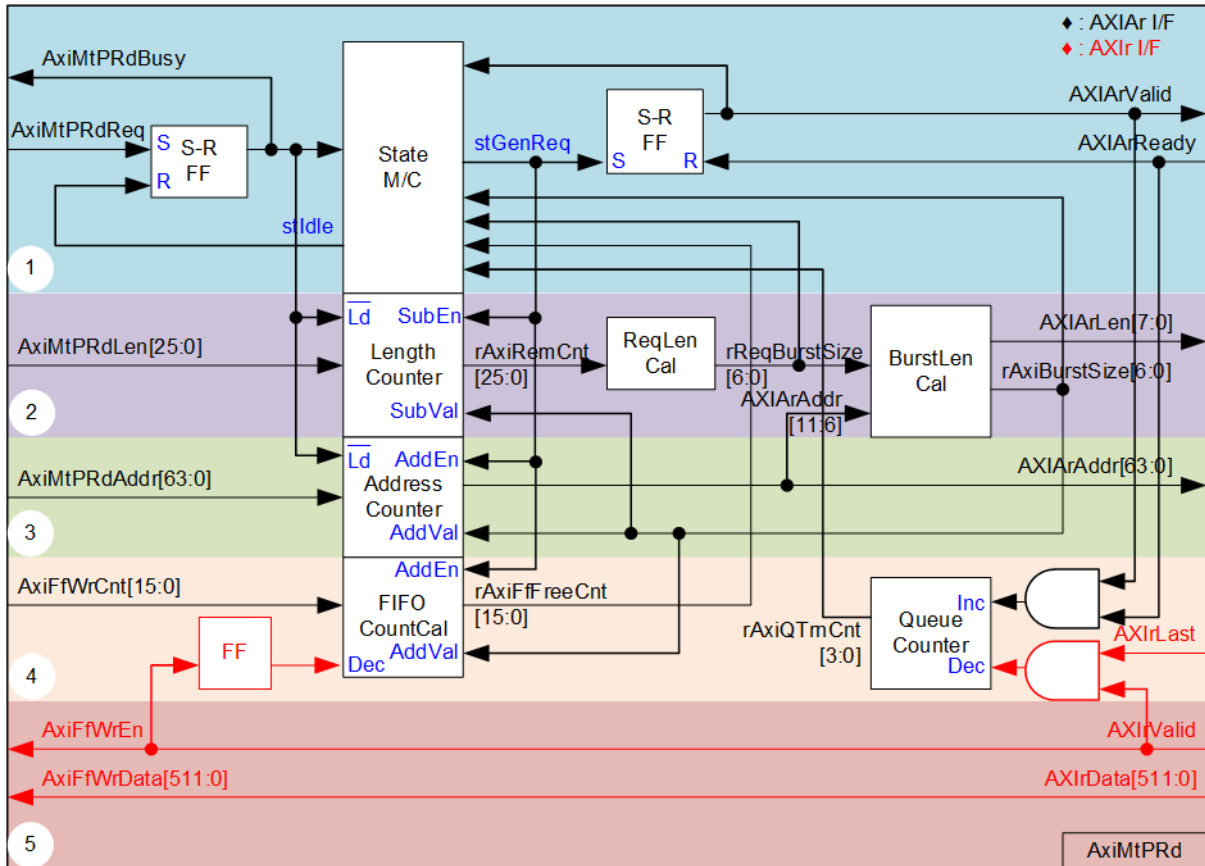 ♦ : AXIAr I/F
♦ : AXIr I/F
AxiMtPRdBusy
AxiMtPRdReq
S
R
S-R
FF
State
M/C
stGenReq
S-R
FF
S
R
AXIArValid
AXIArReady
stIdle
1
Ld
SubEn
Length
Counter
SubVal
AxiMtPRdLen[25:0]
rAxiRemCnt
[25:0]
ReqLen
Cal
rReqBurstSize
[6:0]
AXIArAddr
[11:6]
BurstLen
Cal
AXIArLen[7:0]
rAxiBurstSize[6:0]
2
Ld
AddEn
Address
Counter
AddVal
AxiMtPRdAddr[63:0]
AXIArAddr[63:0]
3
AddEn
FIFO
CountCal
AddVal
Dec
AxiFfWrCnt[15:0]
rAxiFfFreeCnt
[15:0]
FF
rAxiQTrnCnt
[3:0]
Inc
Queue
Counter
Dec
AXIrLast
4
AxiFfWrEn
AXIrValid
AxiFfWrData[511:0]
AXIrData[511:0]
5
AxiMtPRd